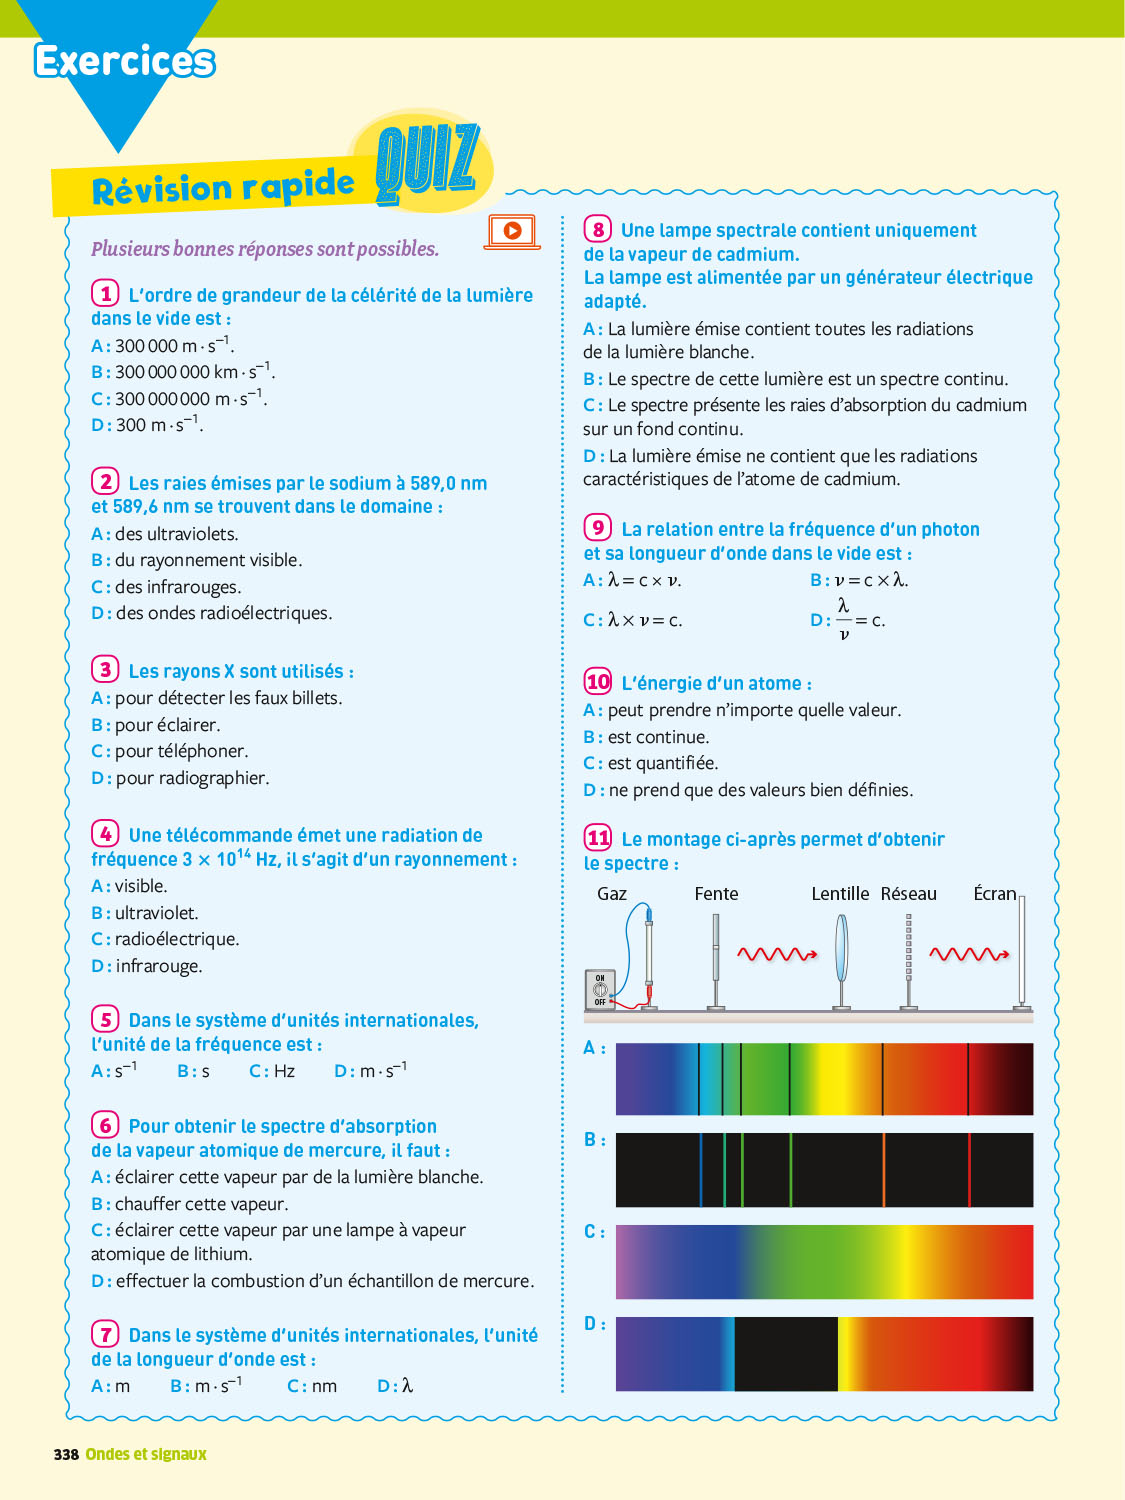 Exercices
Révision rapide QUIZ
Plusieurs bonnes réponses sont possibles.
1 L'ordre de grandeur de la célérité de la lumière
dans le vide est :
A : 300 000 m · s⁻¹.
B : 300 000 000 km · s⁻¹.
C : 300 000 000 m · s⁻¹.
D : 300 m · s⁻¹.
2 Les raies émises par le sodium à 589,0 nm
et 589,6 nm se trouvent dans le domaine :
A : des ultraviolets.
B : du rayonnement visible.
C : des infrarouges.
D : des ondes radioélectriques.
3 Les rayons X sont utilisés :
A : pour détecter les faux billets.
B : pour éclairer.
C : pour téléphoner.
D : pour radiographier.
4 Une télécommande émet une radiation de
fréquence 3 × 10¹⁴ Hz, il s'agit d'un rayonnement :
A : visible.
B : ultraviolet.
C : radioélectrique.
D : infrarouge.
5 Dans le système d'unités internationales,
l'unité de la fréquence est :
A : s⁻¹ B : s C : Hz D : m · s⁻¹
6 Pour obtenir le spectre d'absorption
de la vapeur atomique de mercure, il faut :
A : éclairer cette vapeur par de la lumière blanche.
B : chauffer cette vapeur.
C : éclairer cette vapeur par une lampe à vapeur
atomique de lithium.
D : effectuer la combustion d'un échantillon de mercure.
7 Dans le système d'unités internationales, l'unité
de la longueur d'onde est :
A : m B : m · s⁻¹ C : nm D : λ
8 Une lampe spectrale contient uniquement
de la vapeur de cadmium.
La lampe est alimentée par un générateur électrique
adapté.
A : La lumière émise contient toutes les radiations
de la lumière blanche.
B : Le spectre de cette lumière est un spectre continu.
C : Le spectre présente les raies d'absorption du cadmium
sur un fond continu.
D : La lumière émise ne contient que les radiations
caractéristiques de l'atome de cadmium.
9 La relation entre la fréquence d'un photon
et sa longueur d'onde dans le vide est :
A : λ = c × ν. B : ν = c × λ.
C : λ × ν = c. D : λ/ν = c.
10 L'énergie d'un atome :
A : peut prendre n'importe quelle valeur.
B : est continue.
C : est quantifiée.
D : ne prend que des valeurs bien définies.
11 Le montage ci-après permet d'obtenir
le spectre :
Gaz Fente Lentille Réseau Écran
ON
OFF
A :
B :
C :
D :
338 Ondes et signaux